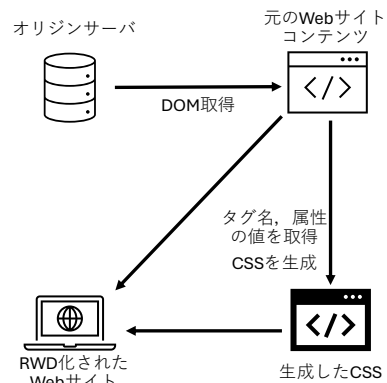 オリジンサーバ
元のWebサイト
コンテンツ
</>
DOM取得
タグ名，属性
の値を取得
CSSを生成
</>
RWD化された
Webサイト
生成したCSS